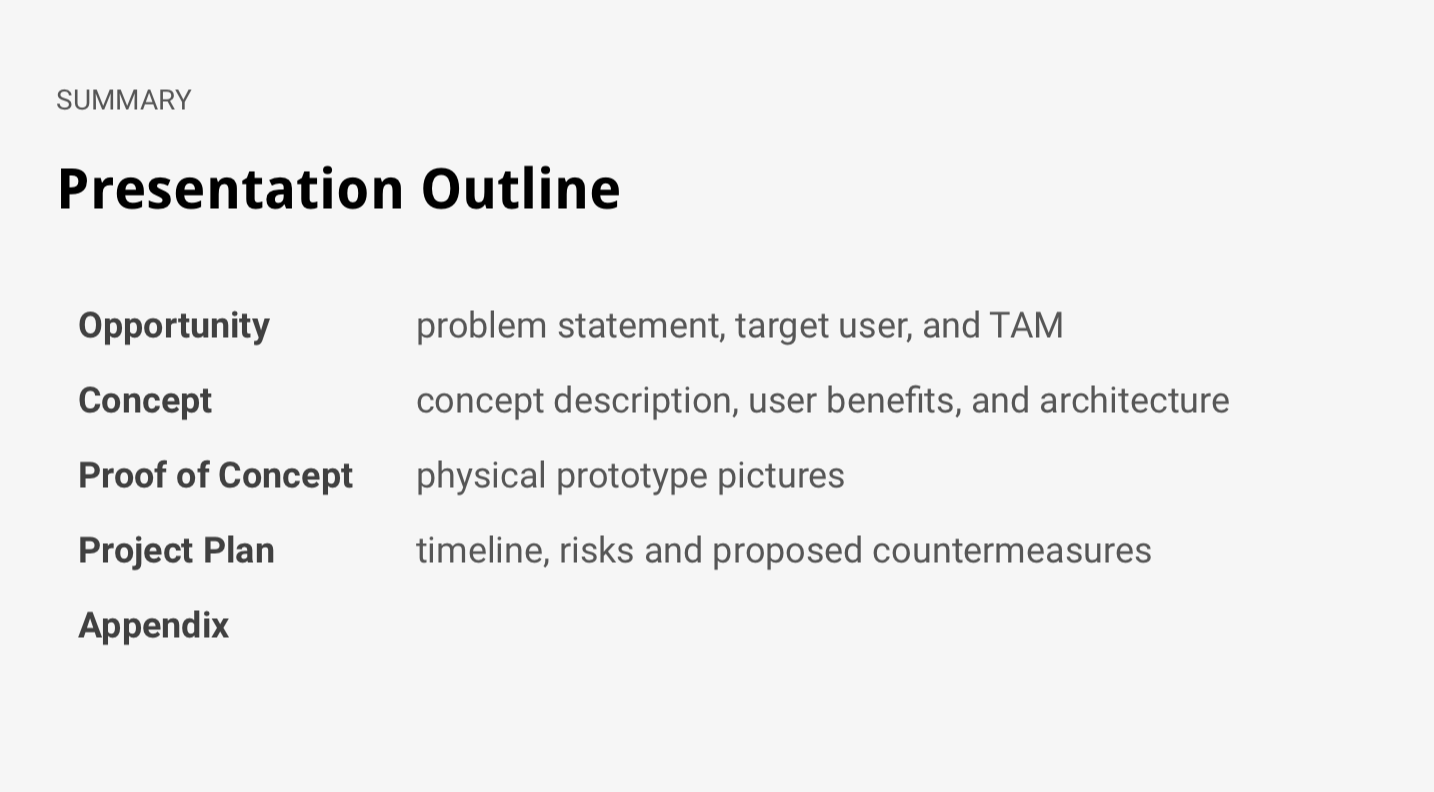 SUMMARY
Presentation Outline
Opportunity problem statement, target user, and TAM
Concept concept description, user benefits, and architecture
Proof of Concept physical prototype pictures
Project Plan timeline, risks and proposed countermeasures
Appendix